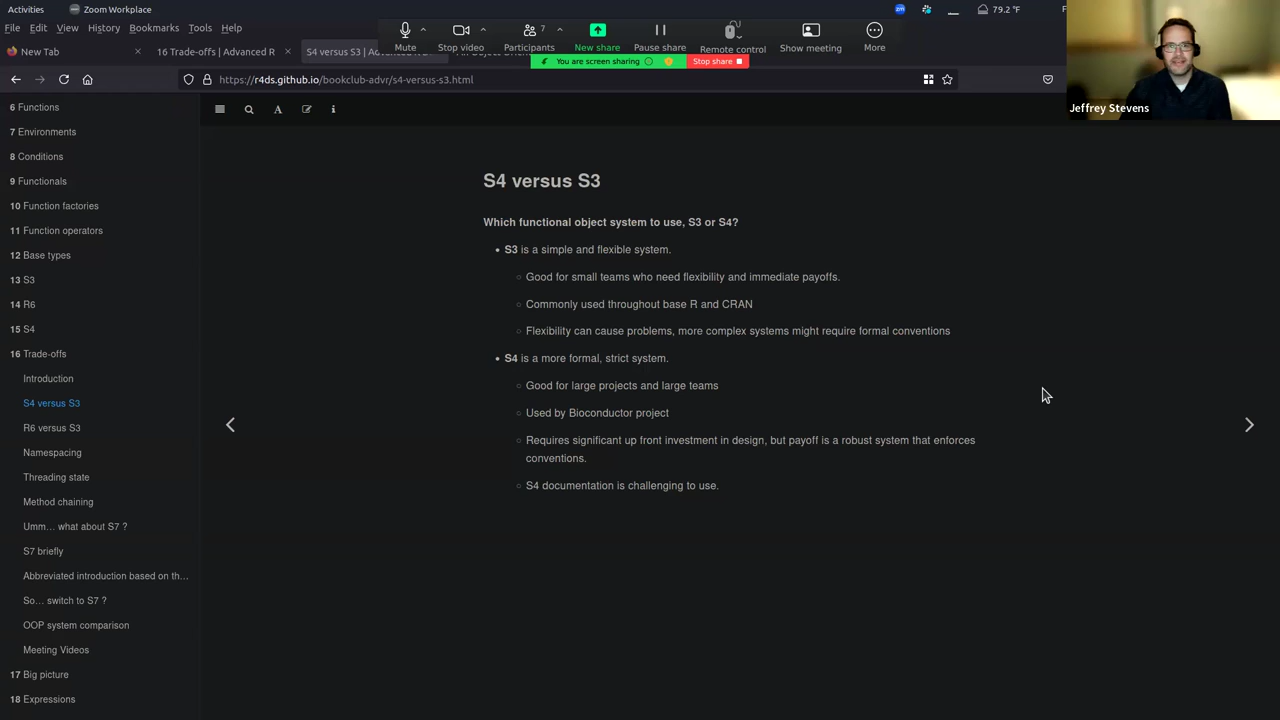 Activities
Zoom Workplace
zm
79.2 °F
File
Edit
View
History
Bookmarks
Tools
Help
Mute
Stop video
7
Participants
New share
Pause share
Remote control
Show meeting
More
New Tab
16 Trade-offs | Advanced R
You are screen sharing
Stop share
https://r4ds.github.io/bookclub-advr/s4-versus-s3.html
Jeffrey Stevens
6 Functions
7 Environments
8 Conditions
9 Functionals
10 Function factories
11 Function operators
12 Base types
13 S3
14 R6
15 S4
16 Trade-offs
Introduction
S4 versus S3
R6 versus S3
Namespacing
Threading state
Method chaining
Umm… what about S7 ?
S7 briefly
Abbreviated introduction based on th…
So… switch to S7 ?
OOP system comparison
Meeting Videos
17 Big picture
18 Expressions
S4 versus S3
Which functional object system to use, S3 or S4?
S3 is a simple and flexible system.
Good for small teams who need flexibility and immediate payoffs.
Commonly used throughout base R and CRAN
Flexibility can cause problems, more complex systems might require formal conventions
S4 is a more formal, strict system.
Good for large projects and large teams
Used by Bioconductor project
Requires significant up front investment in design, but payoff is a robust system that enforces
conventions.
S4 documentation is challenging to use.